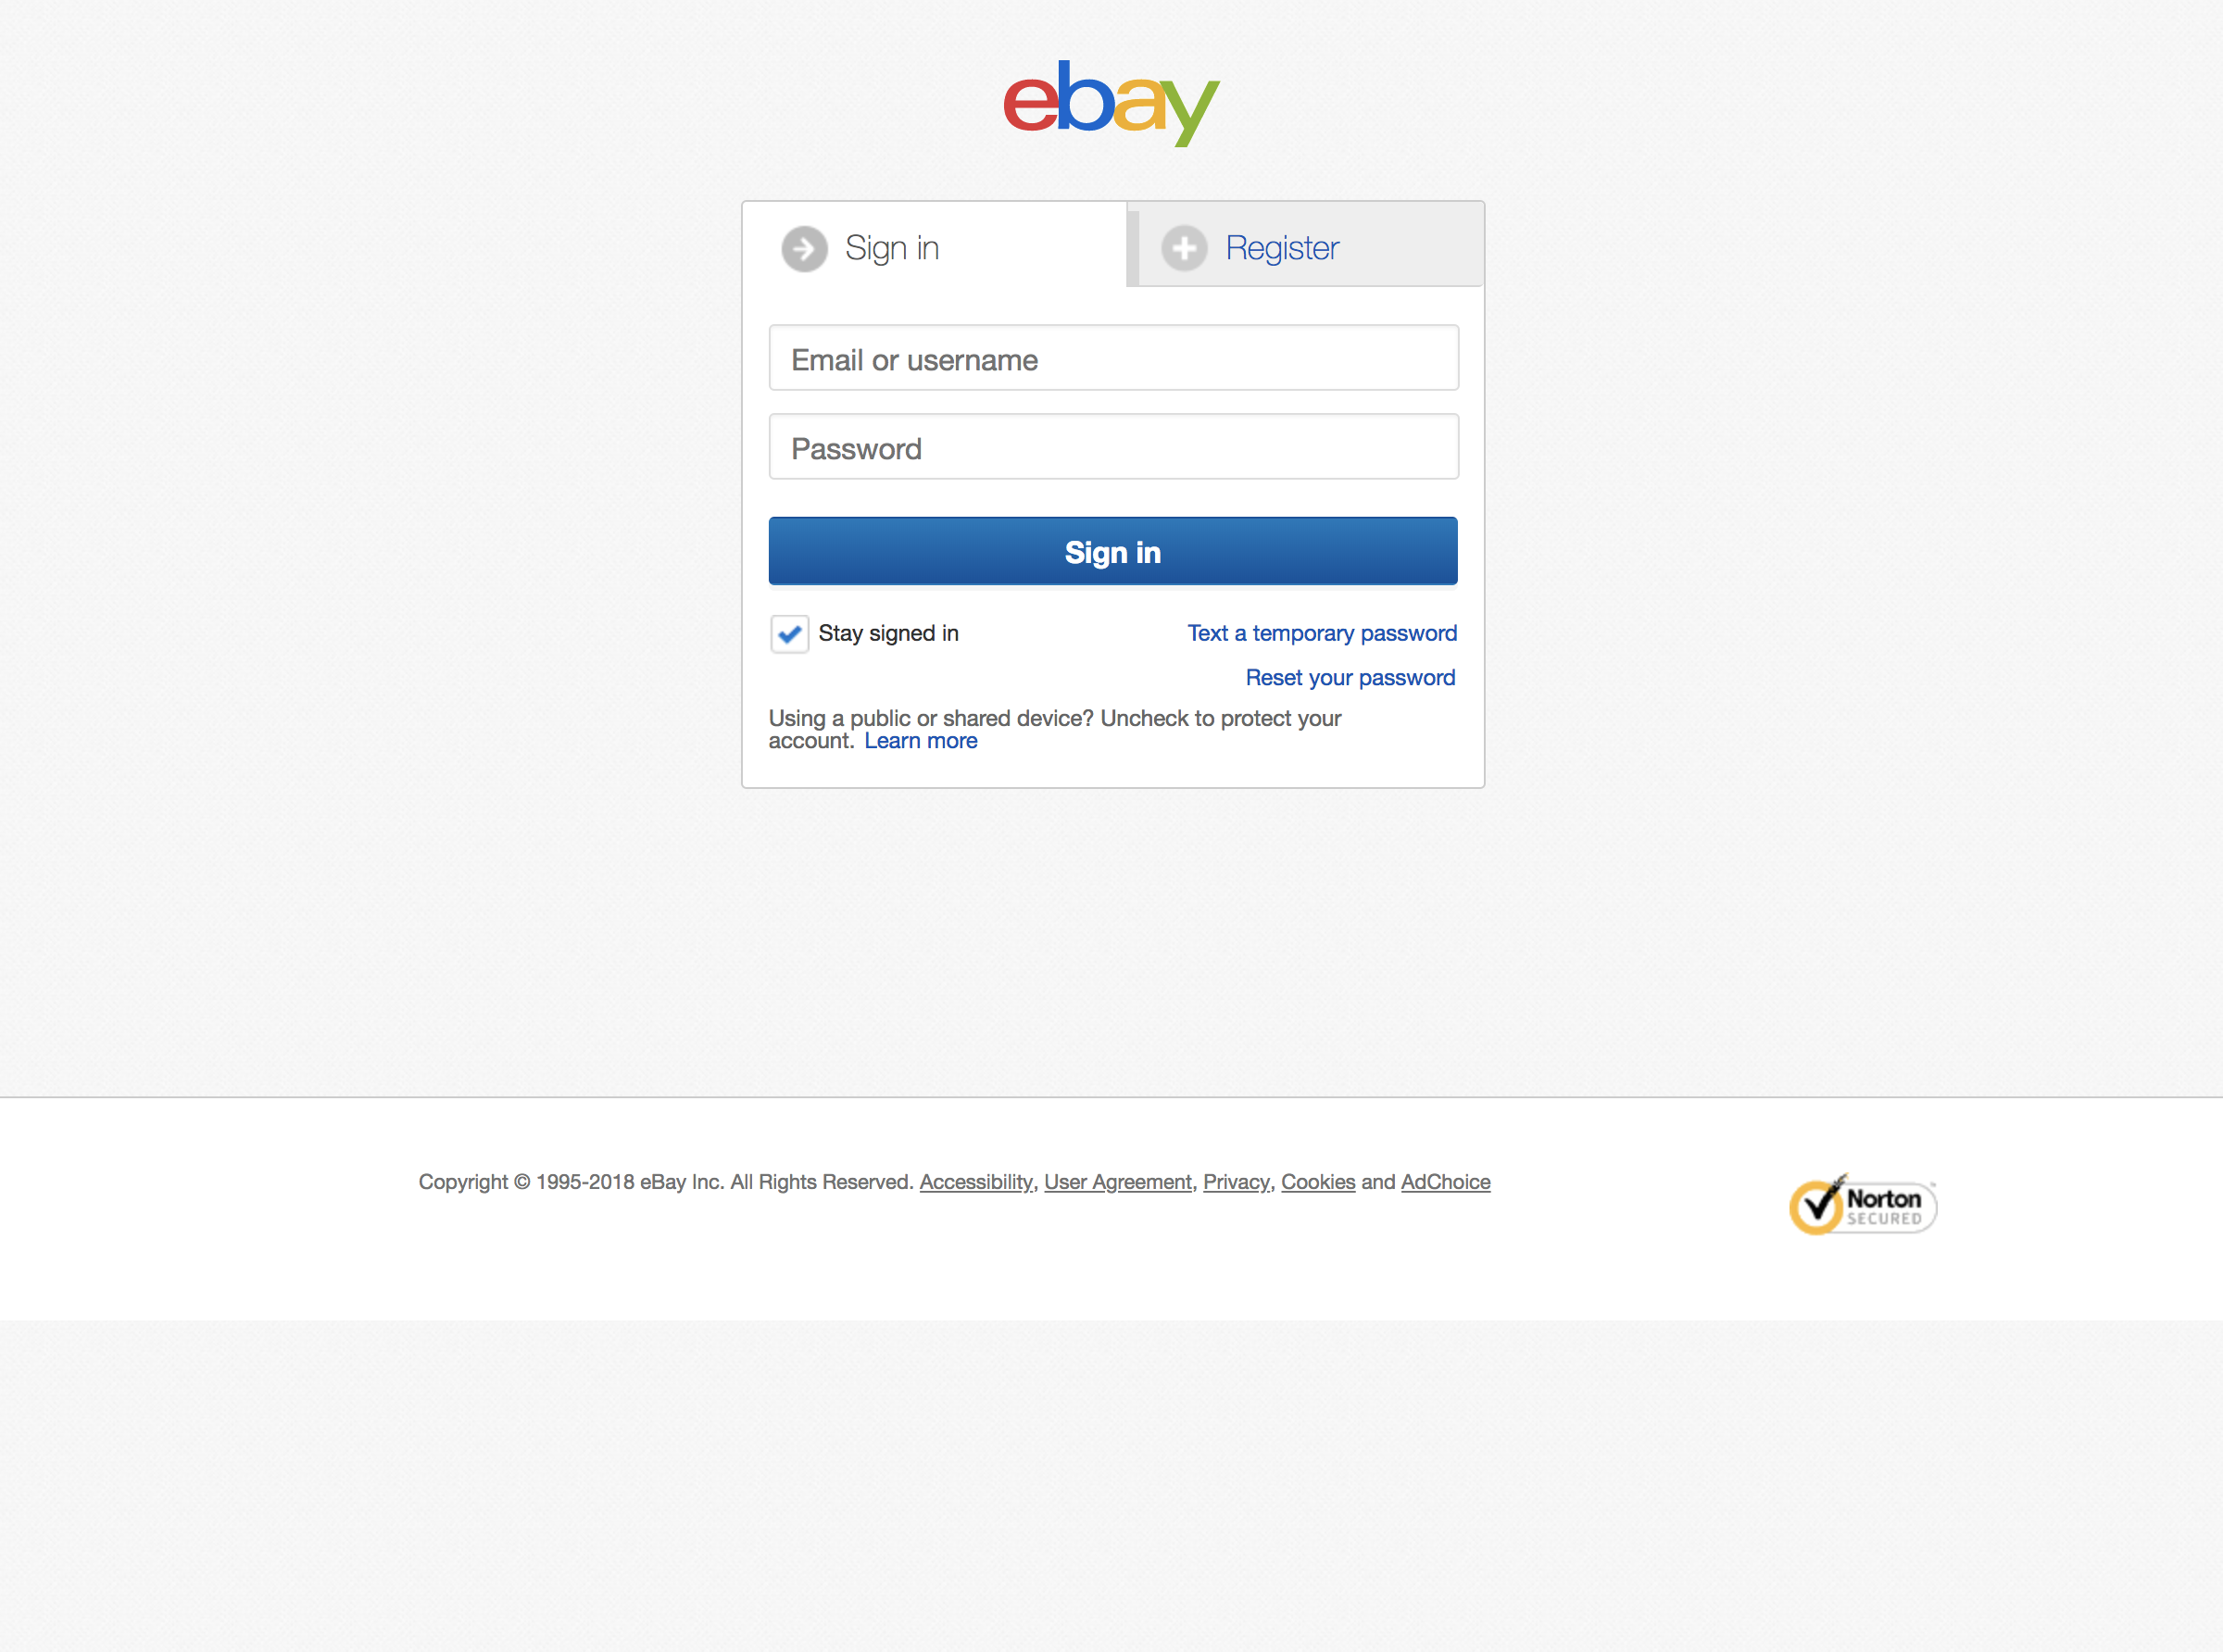 ebay
Sign in
Register
Email or username
Password
Sign in
Stay signed in
Text a temporary password
Reset your password
Using a public or shared device? Uncheck to protect your
account. Learn more
Copyright © 1995-2018 eBay Inc. All Rights Reserved. Accessibility, User Agreement, Privacy, Cookies and AdChoice
Norton
SECURED